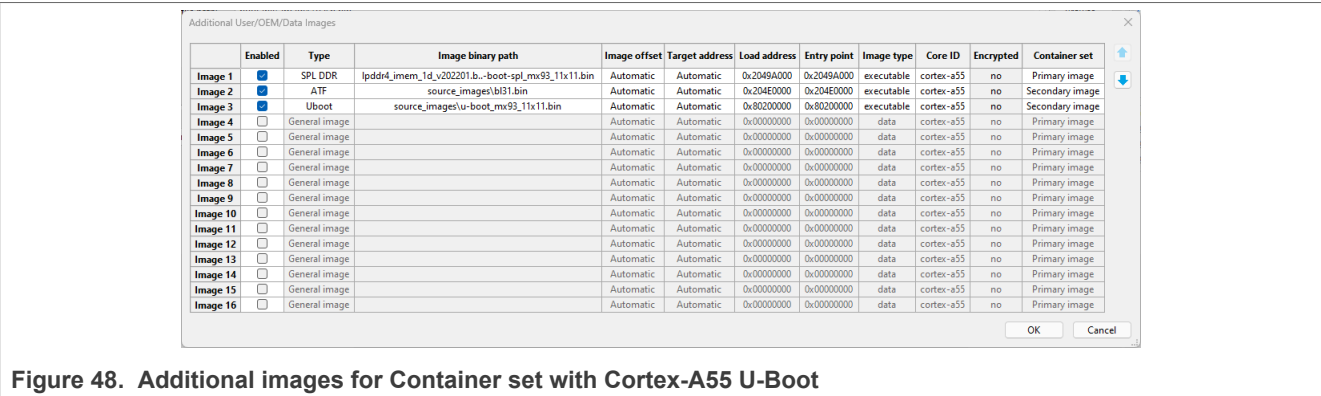 Additional User/OEM/Data Images
Enabled Type Image binary path Image offset Target address Load address Entry point Image type Core ID Encrypted Container set
Image 1 SPL DDR lpddr4_imem_1d_v202201.b..-boot-spl_mx93_11x11.bin Automatic Automatic 0x2049A000 0x2049A000 executable cortex-a55 no Primary image
Image 2 ATF source_images\bl31.bin Automatic Automatic 0x204E0000 0x204E0000 executable cortex-a55 no Secondary image
Image 3 Uboot source_images\u-boot_mx93_11x11.bin Automatic Automatic 0x80200000 0x80200000 executable cortex-a55 no Secondary image
Image 4 General image Automatic Automatic 0x00000000 0x00000000 data cortex-a55 no Primary image
Image 5 General image Automatic Automatic 0x00000000 0x00000000 data cortex-a55 no Primary image
Image 6 General image Automatic Automatic 0x00000000 0x00000000 data cortex-a55 no Primary image
Image 7 General image Automatic Automatic 0x00000000 0x00000000 data cortex-a55 no Primary image
Image 8 General image Automatic Automatic 0x00000000 0x00000000 data cortex-a55 no Primary image
Image 9 General image Automatic Automatic 0x00000000 0x00000000 data cortex-a55 no Primary image
Image 10 General image Automatic Automatic 0x00000000 0x00000000 data cortex-a55 no Primary image
Image 11 General image Automatic Automatic 0x00000000 0x00000000 data cortex-a55 no Primary image
Image 12 General image Automatic Automatic 0x00000000 0x00000000 data cortex-a55 no Primary image
Image 13 General image Automatic Automatic 0x00000000 0x00000000 data cortex-a55 no Primary image
Image 14 General image Automatic Automatic 0x00000000 0x00000000 data cortex-a55 no Primary image
Image 15 General image Automatic Automatic 0x00000000 0x00000000 data cortex-a55 no Primary image
Image 16 General image Automatic Automatic 0x00000000 0x00000000 data cortex-a55 no Primary image
OK Cancel
Figure 48. Additional images for Container set with Cortex-A55 U-Boot